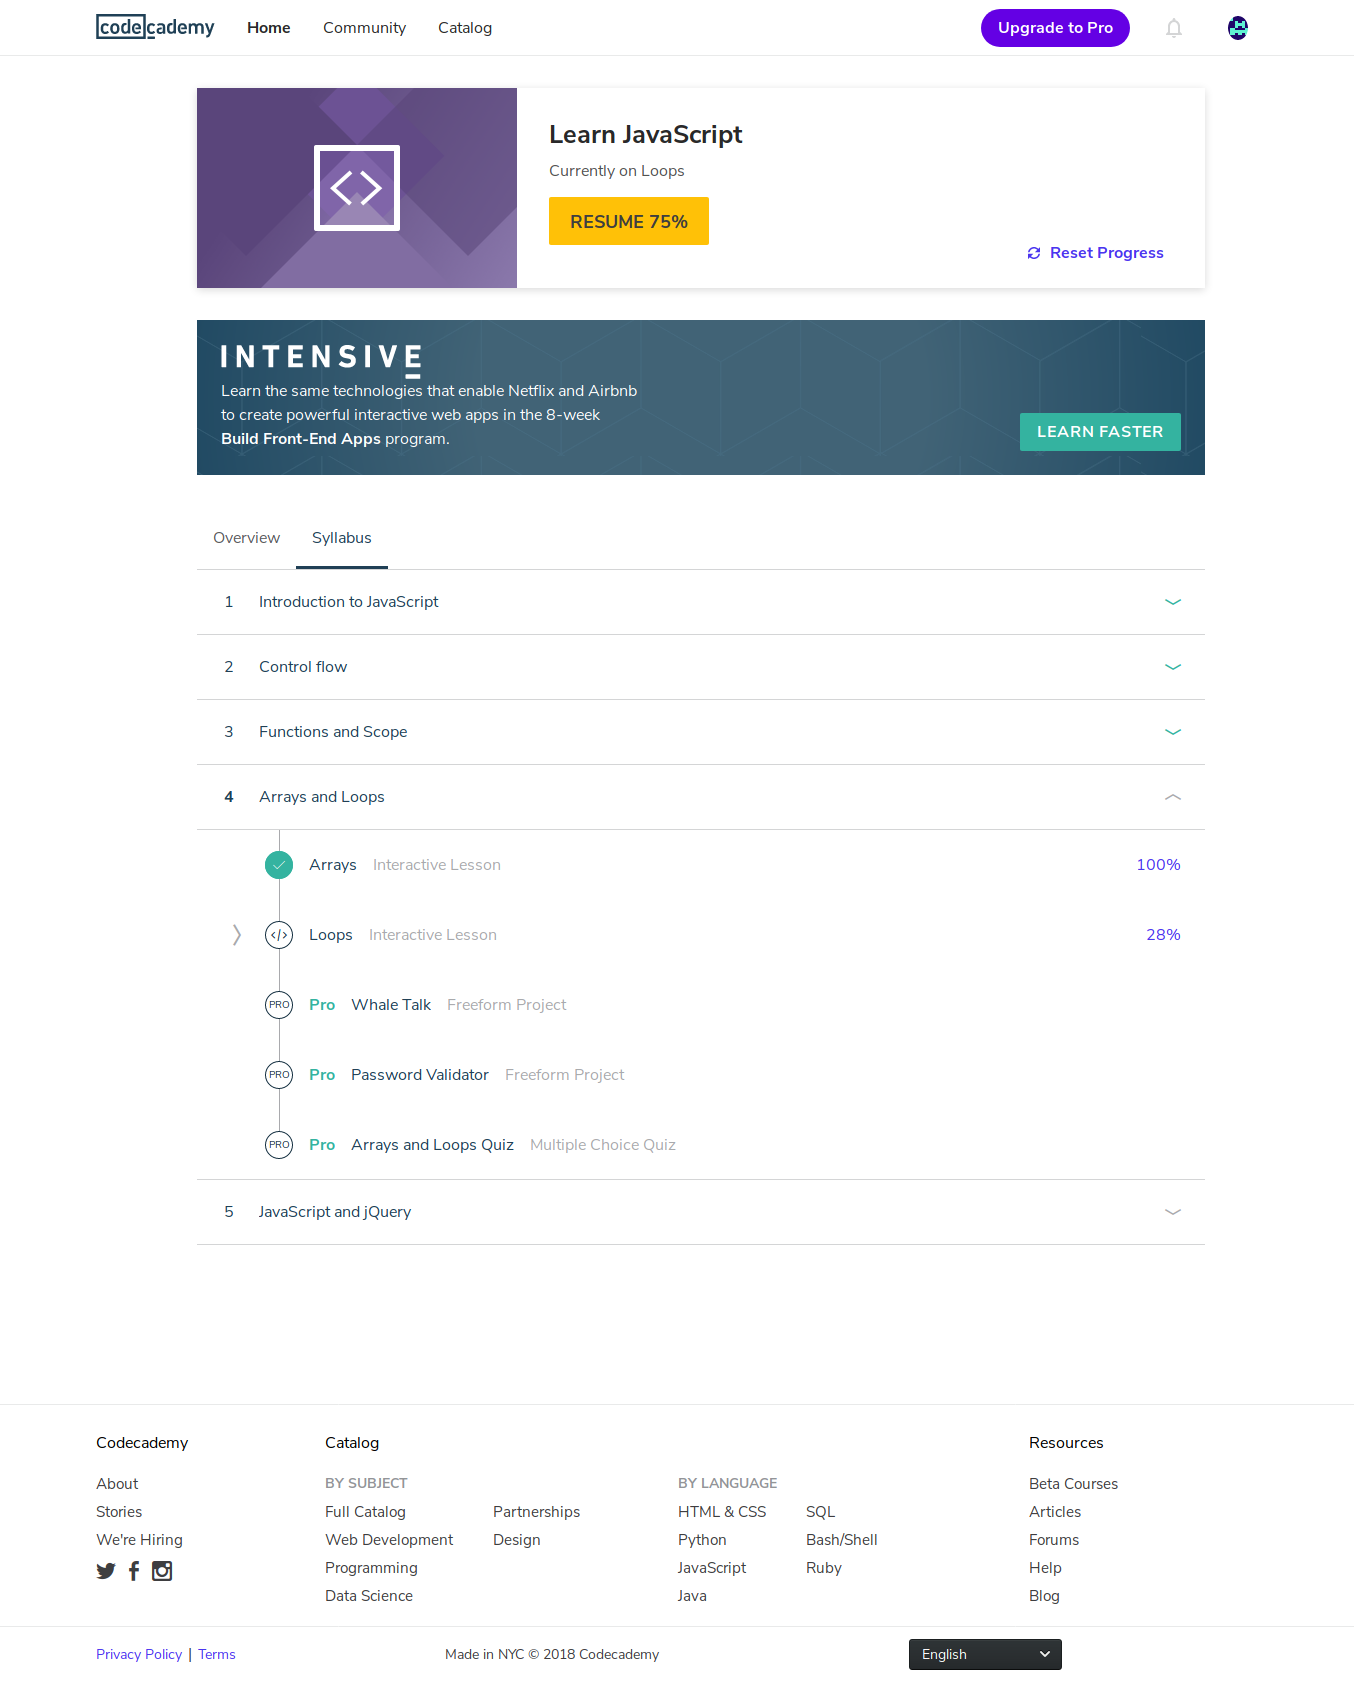 codecademy Home Community Catalog Upgrade to Pro
Learn JavaScript
Currently on Loops
RESUME 75%
Reset Progress
INTENSIVE
Learn the same technologies that enable Netflix and Airbnb
to create powerful interactive web apps in the 8-week
Build Front-End Apps program.
LEARN FASTER
Overview Syllabus
1 Introduction to JavaScript
2 Control flow
3 Functions and Scope
4 Arrays and Loops
Arrays Interactive Lesson 100%
</> Loops Interactive Lesson 28%
PRO Pro Whale Talk Freeform Project
PRO Pro Password Validator Freeform Project
PRO Pro Arrays and Loops Quiz Multiple Choice Quiz
5 JavaScript and jQuery
Codecademy
About
Stories
We're Hiring
Catalog
BY SUBJECT
Full Catalog
Web Development
Programming
Data Science
Partnerships
Design
BY LANGUAGE
HTML & CSS
Python
JavaScript
Java
SQL
Bash/Shell
Ruby
Resources
Beta Courses
Articles
Forums
Help
Blog
Privacy Policy | Terms
Made in NYC © 2018 Codecademy
English